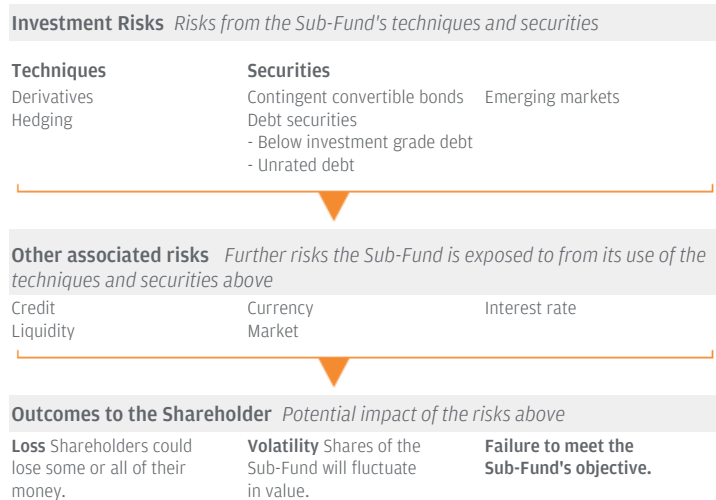 Investment Risks Risks from the Sub-Fund's techniques and securities
Techniques
Derivatives
Hedging
Securities
Contingent convertible bonds
Debt securities
- Below investment grade debt
- Unrated debt
Emerging markets
Other associated risks Further risks the Sub-Fund is exposed to from its use of the
techniques and securities above
Credit
Liquidity
Currency
Market
Interest rate
Outcomes to the Shareholder Potential impact of the risks above
Loss Shareholders could
lose some or all of their
money.
Volatility Shares of the
Sub-Fund will fluctuate
in value.
Failure to meet the
Sub-Fund's objective.